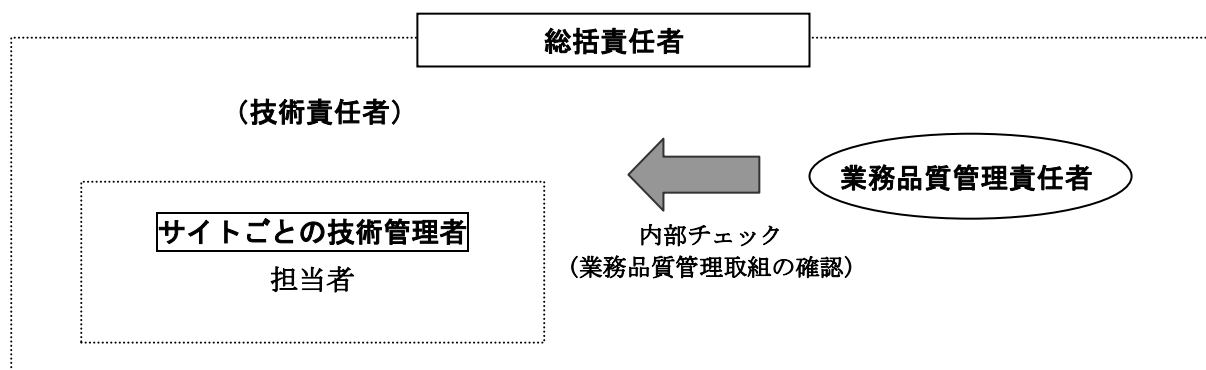 総括責任者
（技術責任者）
業務品質管理責任者
サイトごとの技術管理者
担当者
内部チェック
（業務品質管理取組の確認）